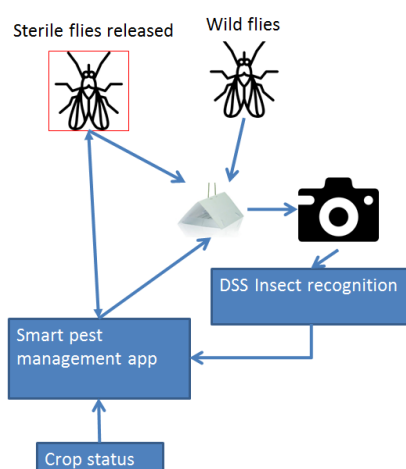 Sterile flies released
Wild flies
DSS Insect recognition
Smart pest
management app
Crop status